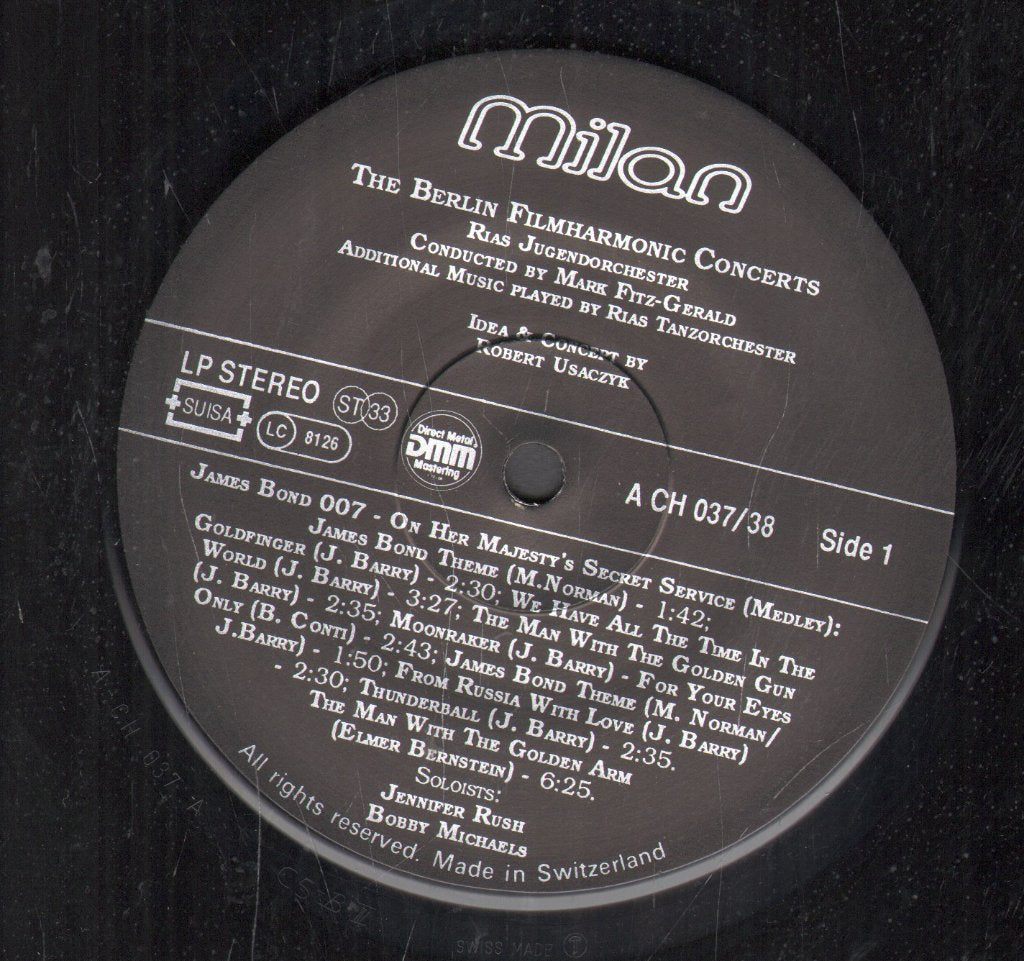 milan
THE BERLIN FILMHARMONIC CONCERTS
RIAS JUGENDORCHESTER
CONDUCTED BY MARK FITZ-GERALD
ADDITIONAL MUSIC PLAYED BY RIAS TANZORCHESTER
IDEA & CONCEPT BY
ROBERT USACZYK
LP STEREO
ST 33
SUISA
LC 8126
Direct Metal
DMM
Mastering
A CH 037/38
Side 1
JAMES BOND 007 - ON HER MAJESTY'S SECRET SERVICE (MEDLEY):
JAMES BOND THEME (M.NORMAN) - 1:42;
GOLDFINGER (J. BARRY) - 2:30; WE HAVE ALL THE TIME IN THE
WORLD (J. BARRY) - 3:27; THE MAN WITH THE GOLDEN GUN
(J. BARRY) - 2:35; MOONRAKER (J. BARRY) - FOR YOUR EYES
ONLY (B. CONTI) - 2:43; JAMES BOND THEME (M. NORMAN/
J.BARRY) - 1:50; FROM RUSSIA WITH LOVE (J. BARRY)
- 2:30; THUNDERBALL (J. BARRY) - 2:35.
THE MAN WITH THE GOLDEN ARM
(ELMER BERNSTEIN) - 6:25.
SOLOISTS:
JENNIFER RUSH
BOBBY MICHAELS
All rights reserved. Made in Switzerland
SWISS MADE